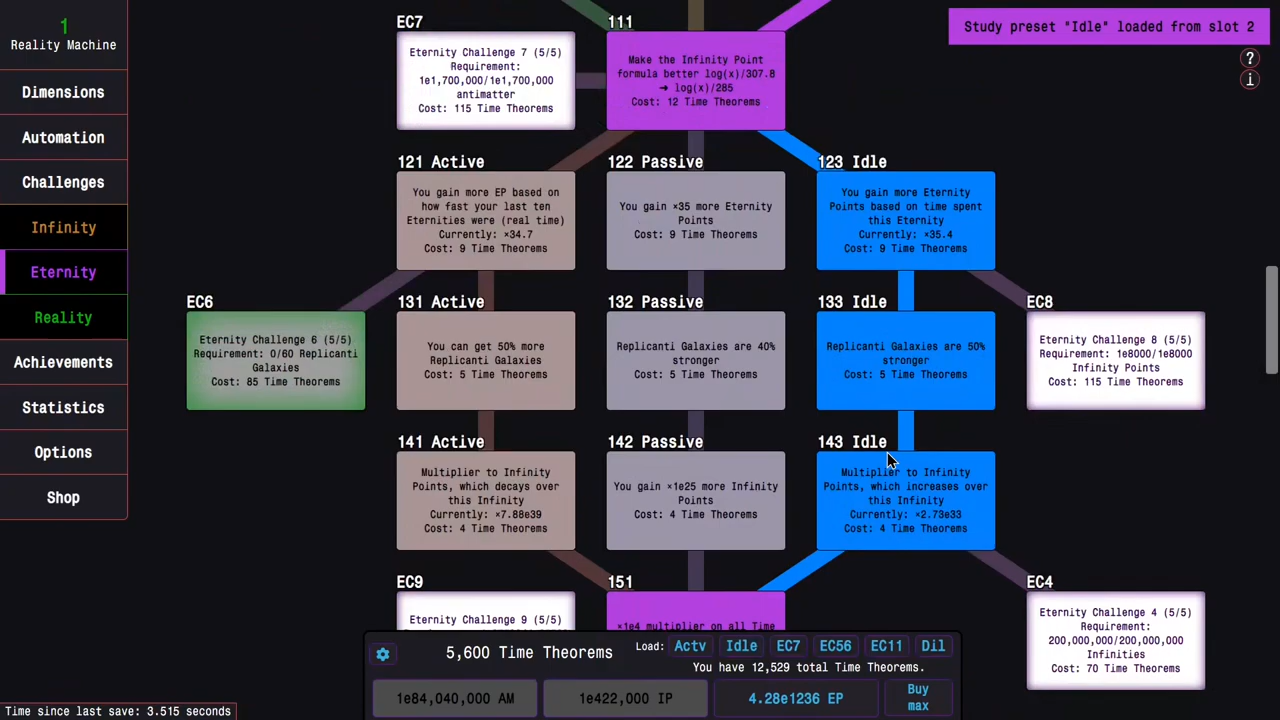 1
Reality Machine
Dimensions
Automation
Challenges
Infinity
Eternity
Reality
Achievements
Statistics
Options
Shop
Study preset "Idle" loaded from slot 2
?
i
EC7
Eternity Challenge 7 (5/5)
Requirement:
1e1,700,000/1e1,700,000
antimatter
Cost: 115 Time Theorems
111
Make the Infinity Point
formula better log(x)/307.8
➜ log(x)/285
Cost: 12 Time Theorems
121 Active
You gain more EP based on
how fast your last ten
Eternities were (real time)
Currently: ×34.7
Cost: 9 Time Theorems
122 Passive
You gain ×35 more Eternity
Points
Cost: 9 Time Theorems
123 Idle
You gain more Eternity
Points based on time spent
this Eternity
Currently: ×35.4
Cost: 9 Time Theorems
EC6
Eternity Challenge 6 (5/5)
Requirement: 0/60 Replicanti
Galaxies
Cost: 85 Time Theorems
131 Active
You can get 50% more
Replicanti Galaxies
Cost: 5 Time Theorems
132 Passive
Replicanti Galaxies are 40%
stronger
Cost: 5 Time Theorems
133 Idle
Replicanti Galaxies are 50%
stronger
Cost: 5 Time Theorems
EC8
Eternity Challenge 8 (5/5)
Requirement: 1e8000/1e8000
Infinity Points
Cost: 115 Time Theorems
141 Active
Multiplier to Infinity
Points, which decays over
this Infinity
Currently: ×7.88e39
Cost: 4 Time Theorems
142 Passive
You gain ×1e25 more Infinity
Points
Cost: 4 Time Theorems
143 Idle
Multiplier to Infinity
Points, which increases over
this Infinity
Currently: ×2.73e33
Cost: 4 Time Theorems
EC9
Eternity Challenge 9 (5/5)
151
×1e4 multiplier on all Time
EC4
Eternity Challenge 4 (5/5)
Requirement:
200,000,000/200,000,000
Infinities
Cost: 70 Time Theorems
5,600 Time Theorems
Load: Actv Idle EC7 EC56 EC11 Dil
You have 12,529 total Time Theorems.
1e84,040,000 AM
1e422,000 IP
4.28e1236 EP
Buy
max
Time since last save: 3.515 seconds